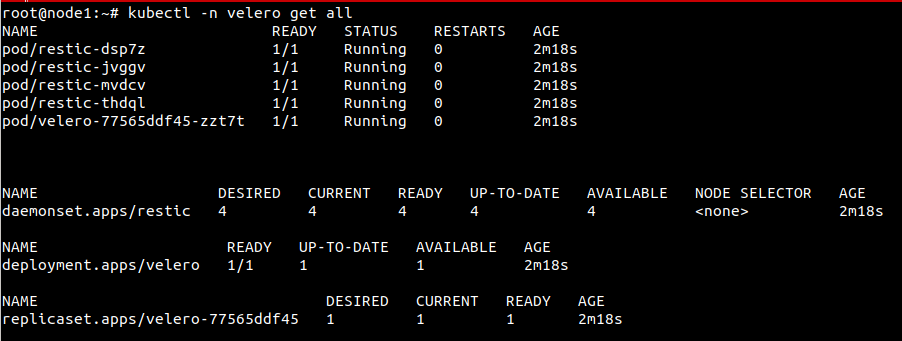 root@node1:~# kubectl -n velero get all
NAME READY STATUS RESTARTS AGE
pod/restic-dsp7z 1/1 Running 0 2m18s
pod/restic-jvggv 1/1 Running 0 2m18s
pod/restic-mvdcv 1/1 Running 0 2m18s
pod/restic-thdql 1/1 Running 0 2m18s
pod/velero-77565ddf45-zzt7t 1/1 Running 0 2m18s
NAME DESIRED CURRENT READY UP-TO-DATE AVAILABLE NODE SELECTOR AGE
daemonset.apps/restic 4 4 4 4 4 <none> 2m18s
NAME READY UP-TO-DATE AVAILABLE AGE
deployment.apps/velero 1/1 1 1 2m18s
NAME DESIRED CURRENT READY AGE
replicaset.apps/velero-77565ddf45 1 1 1 2m18s